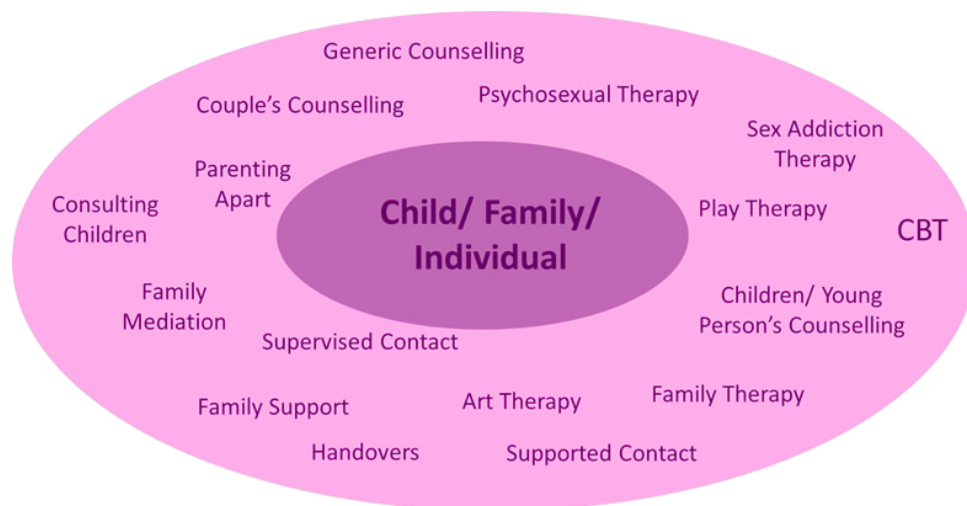 Generic Counselling
Couple's Counselling
Psychosexual Therapy
Sex Addiction
Therapy
Parenting
Apart
Consulting
Children
Child/ Family/
Individual
Play Therapy
CBT
Family
Mediation
Children/ Young
Person's Counselling
Supervised Contact
Family Support
Art Therapy
Family Therapy
Handovers
Supported Contact